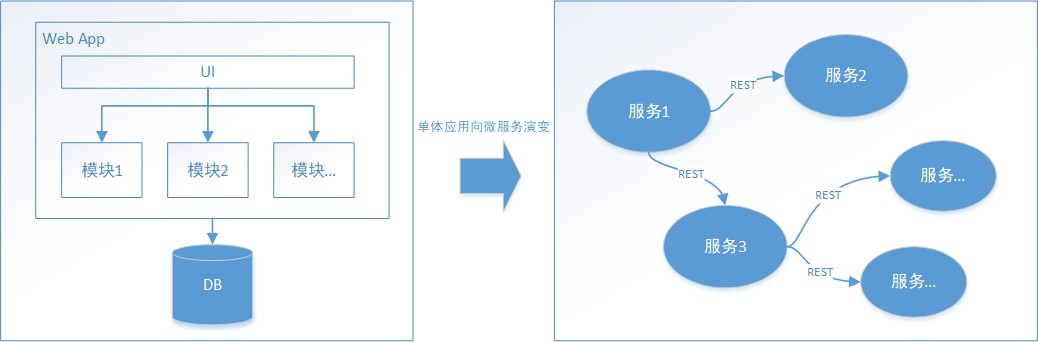 Web App
UI
模块1
模块2
模块...
DB
单体应用向微服务演变
服务1
REST
服务2
REST
服务3
REST
服务...
REST
服务...